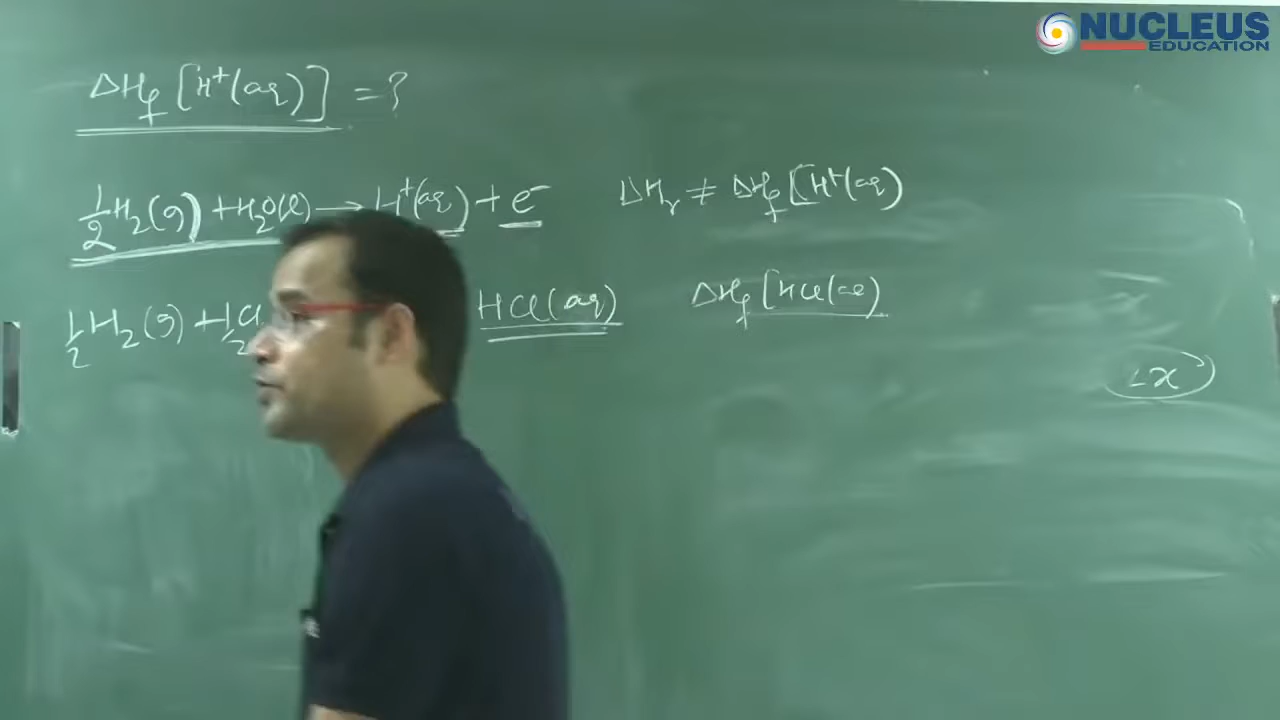 NUCLEUS
EDUCATION
ΔHf [H⁺(aq)] = ?
½H₂(g) + H₂O(l) → H⁺(aq) + e⁻ ΔHr ≠ ΔHf [H⁺(aq)
½H₂(g) + ½Cl HCl(aq) ΔHf [HCl(aq)
-x